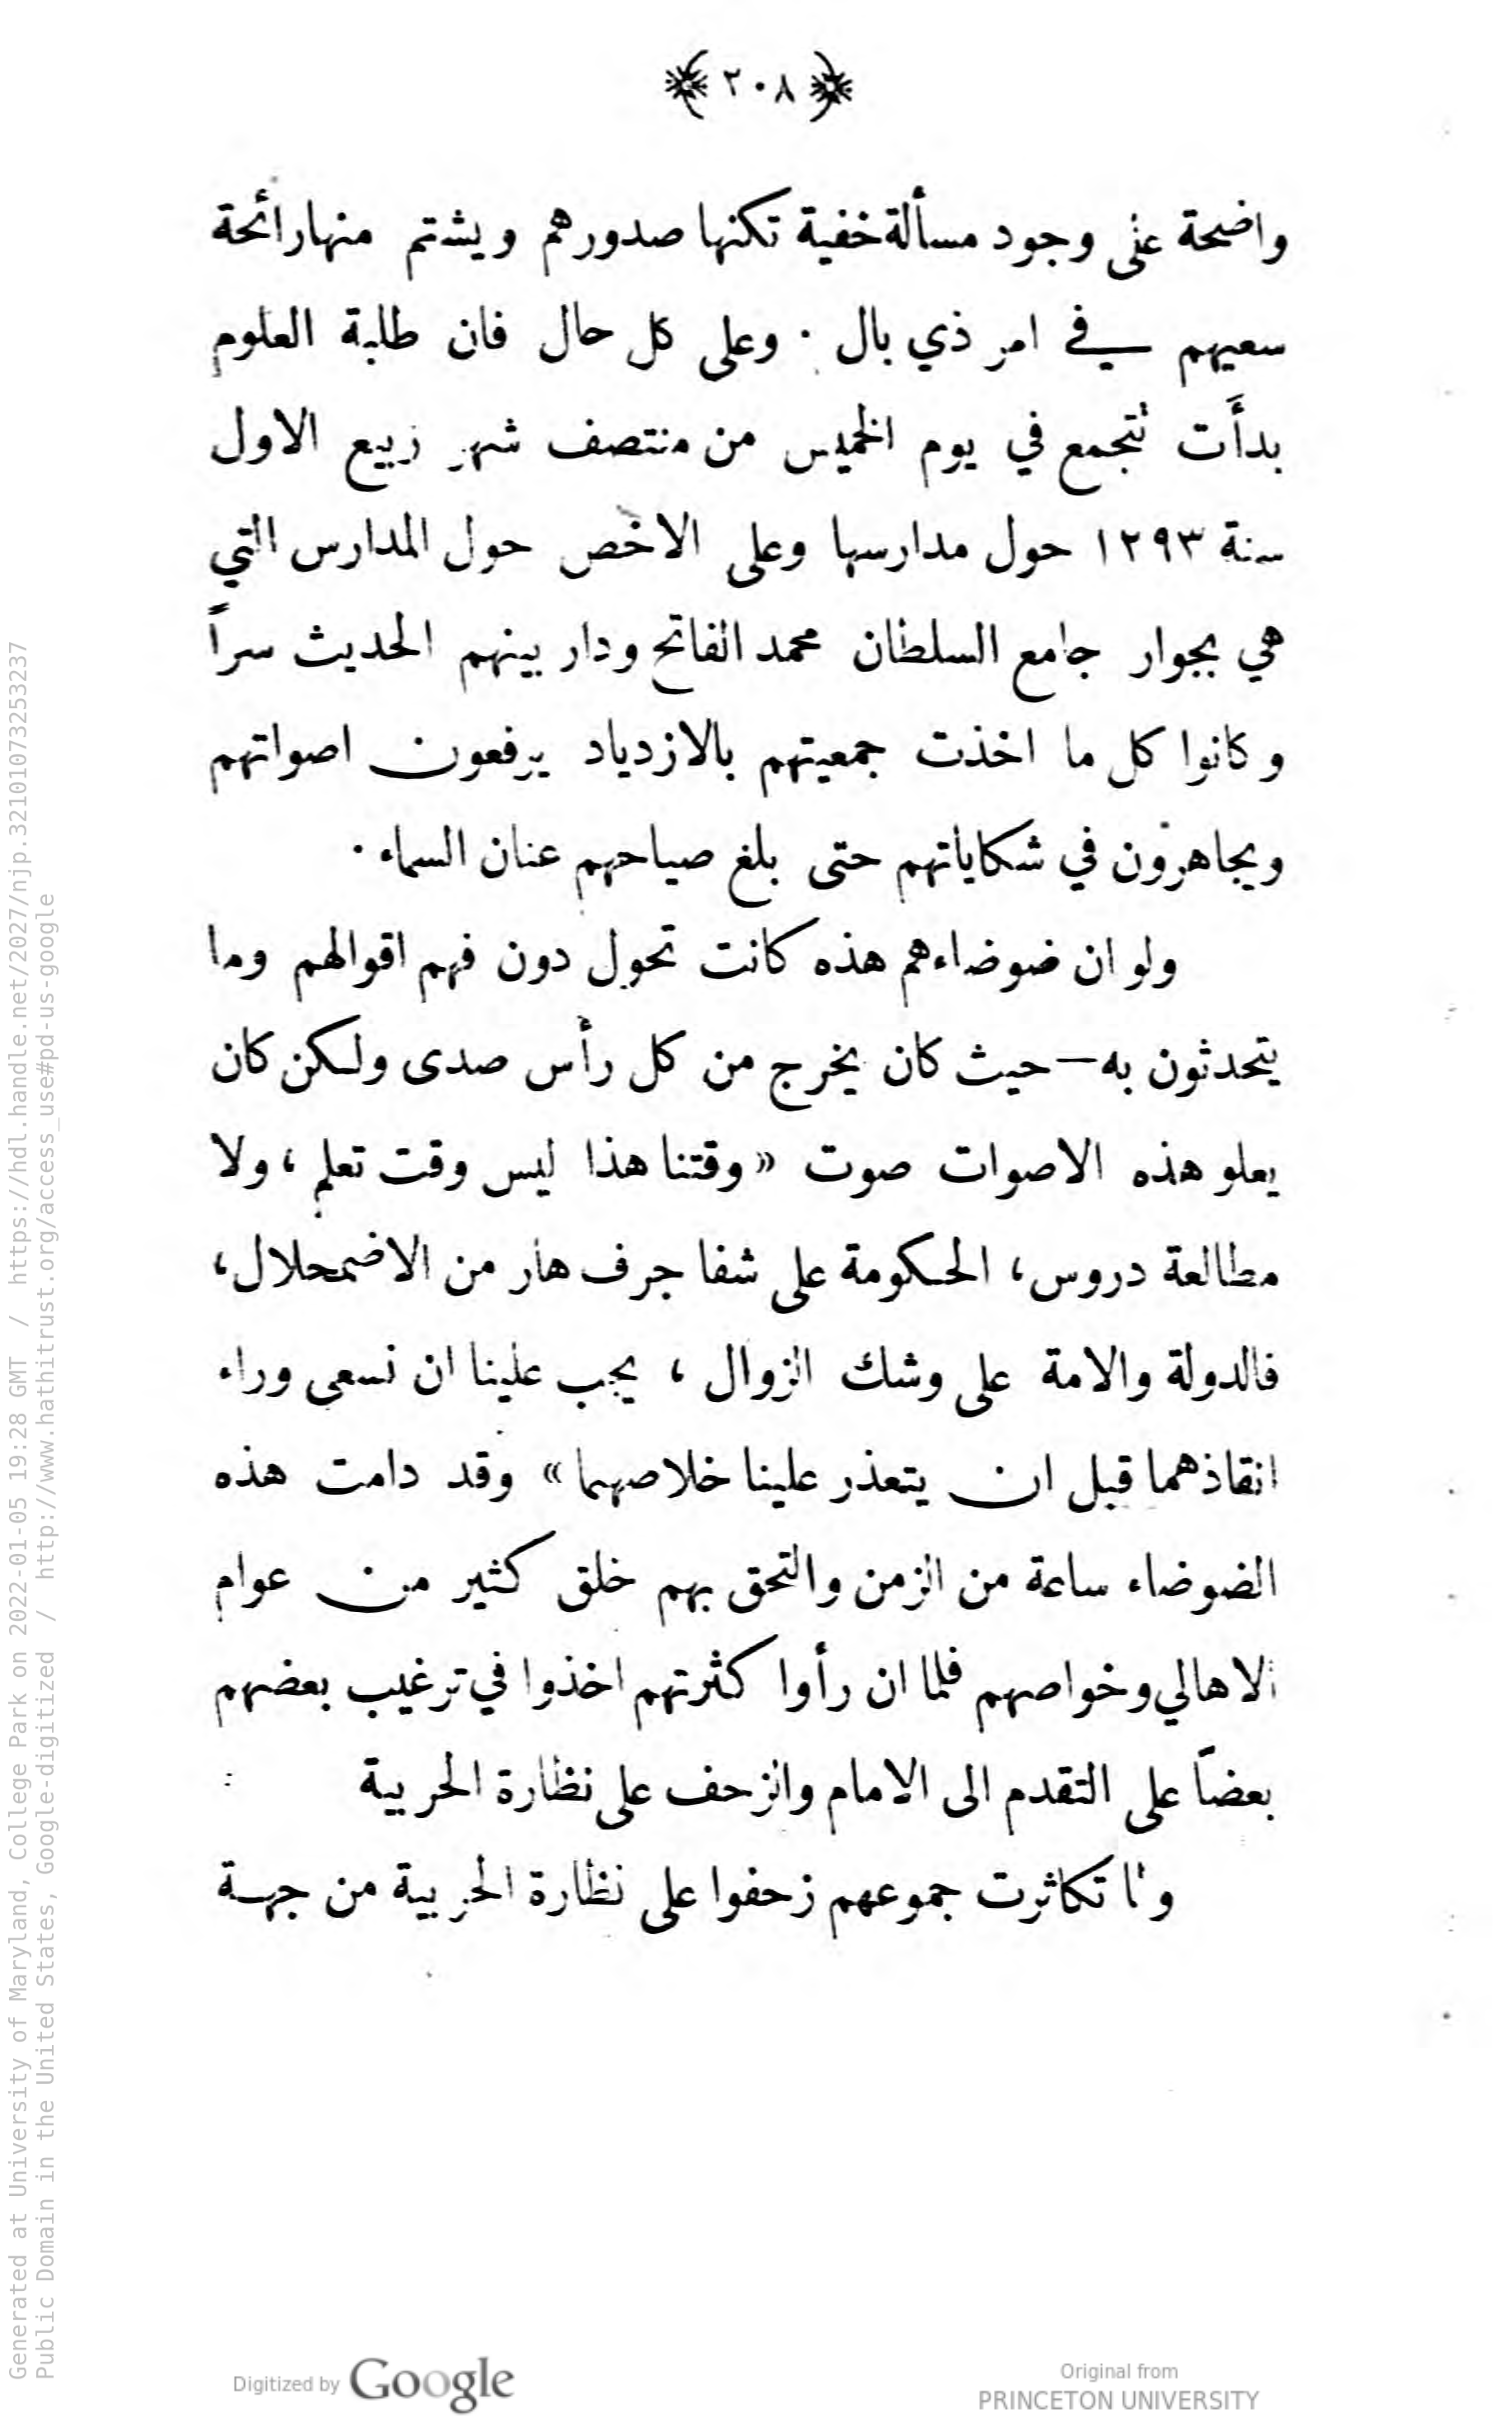 ٢٠٨
واضحة على وجود مسألة خفية تكنها صدورهم ويشتم منها رائحة
سعيهم في امر ذي بال · وعلى كل حال فان طلبة العلوم
بدأَت تتجمع في يوم الخميس من منتصف شهر ربيع الاول
سنة ١٢٩٣ حول مدارسها وعلى الاخص حول المدارس التي
هي بجوار جامع السلطان محمد الفاتح ودار بينهم الحديث سراً
وكانوا كل ما اخذت جمعيتهم بالازدياد يرفعون اصواتهم
ويجاهرون في شكاياتهم حتى بلغ صياحهم عنان السماء ·
ولو ان ضوضاءهم هذه كانت تحول دون فهم اقوالهم وما
يتحدثون به — حيث كان يخرج من كل رأس صدى ولكن كان
يعلو هذه الاصوات صوت « وقتنا هذا ليس وقت تعلم ، ولا
مطالعة دروس ، الحكومة على شفا جرف هار من الاضمحلال ،
فالدولة والامة على وشك الزوال ، يجب علينا ان نسعى وراء
انقاذهما قبل ان يتعذر علينا خلاصهما » وقد دامت هذه
الضوضاء ساعة من الزمن والتحق بهم خلق كثير من عوام
الاهالي وخواصهم فلما ان رأوا كثرتهم اخذوا في ترغيب بعضهم
بعضاً على التقدم الى الامام والزحف على نظارة الحربية
ولما تكاثرت جموعهم زحفوا على نظارة الحربية من جهة
Generated at University of Maryland, College Park on 2022-01-05 19:28 GMT / https://hdl.handle.net/2027/njp.32101073253237
Public Domain in the United States, Google-digitized / http://www.hathitrust.org/access_use#pd-us-google
Digitized by Google
Original from
PRINCETON UNIVERSITY